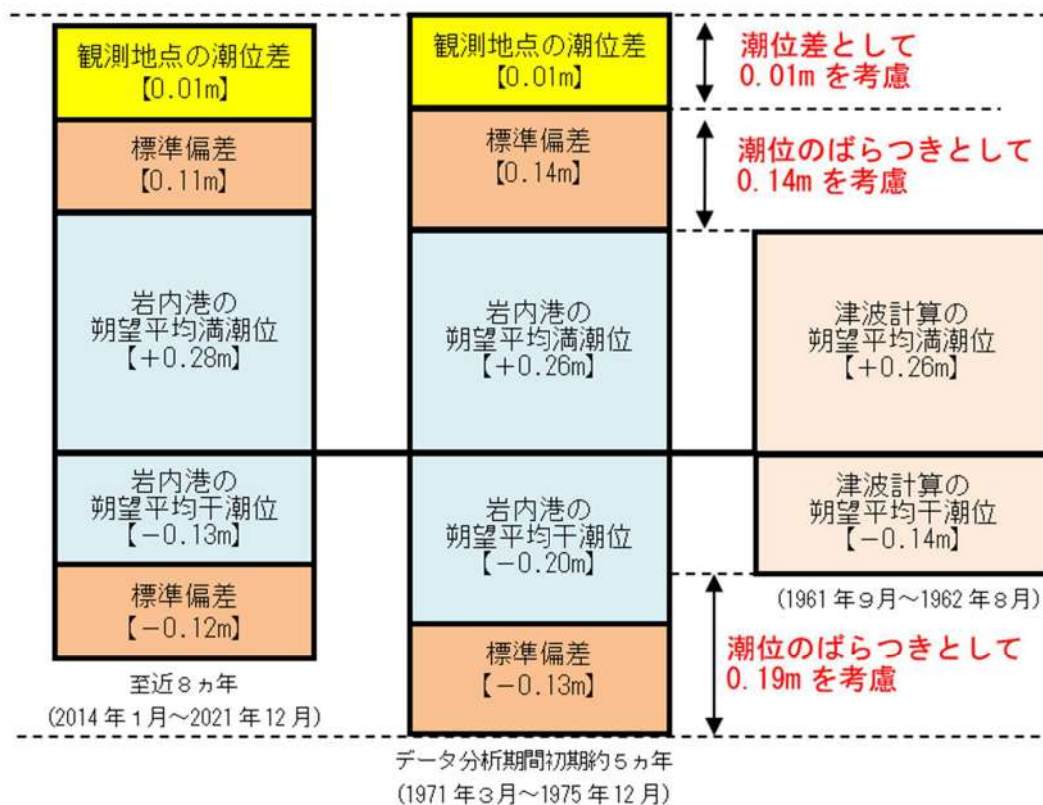 観測地点の潮位差
【0.01m】
標準偏差
【0.11m】
岩内港の
朔望平均満潮位
【+0.28m】
岩内港の
朔望平均干潮位
【-0.13m】
標準偏差
【-0.12m】
至近8ヵ年
(2014年1月～2021年12月)
観測地点の潮位差
【0.01m】
標準偏差
【0.14m】
岩内港の
朔望平均満潮位
【+0.26m】
岩内港の
朔望平均干潮位
【-0.20m】
標準偏差
【-0.13m】
データ分析期間初期約5ヵ年
(1971年3月～1975年12月)
潮位差として
0.01mを考慮
潮位のばらつきとして
0.14mを考慮
津波計算の
朔望平均満潮位
【+0.26m】
津波計算の
朔望平均干潮位
【-0.14m】
(1961年9月～1962年8月)
潮位のばらつきとして
0.19mを考慮